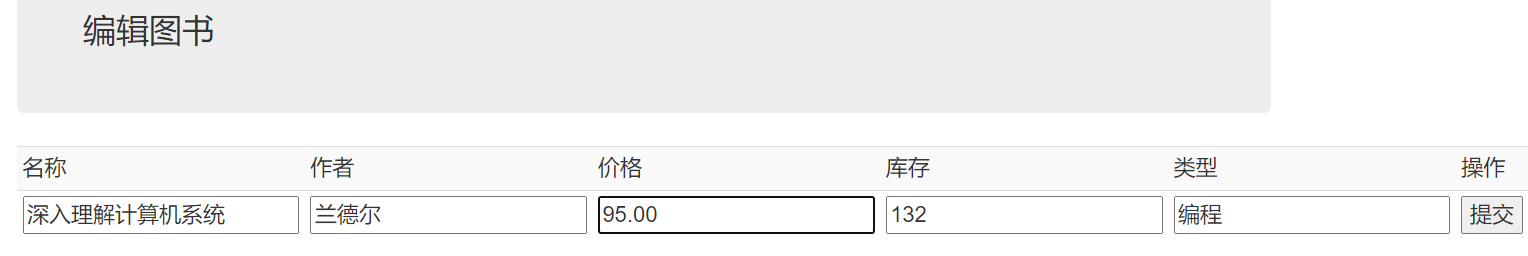 编辑图书
名称 作者 价格 库存 类型 操作
深入理解计算机系统 兰德尔 95.00 132 编程 提交